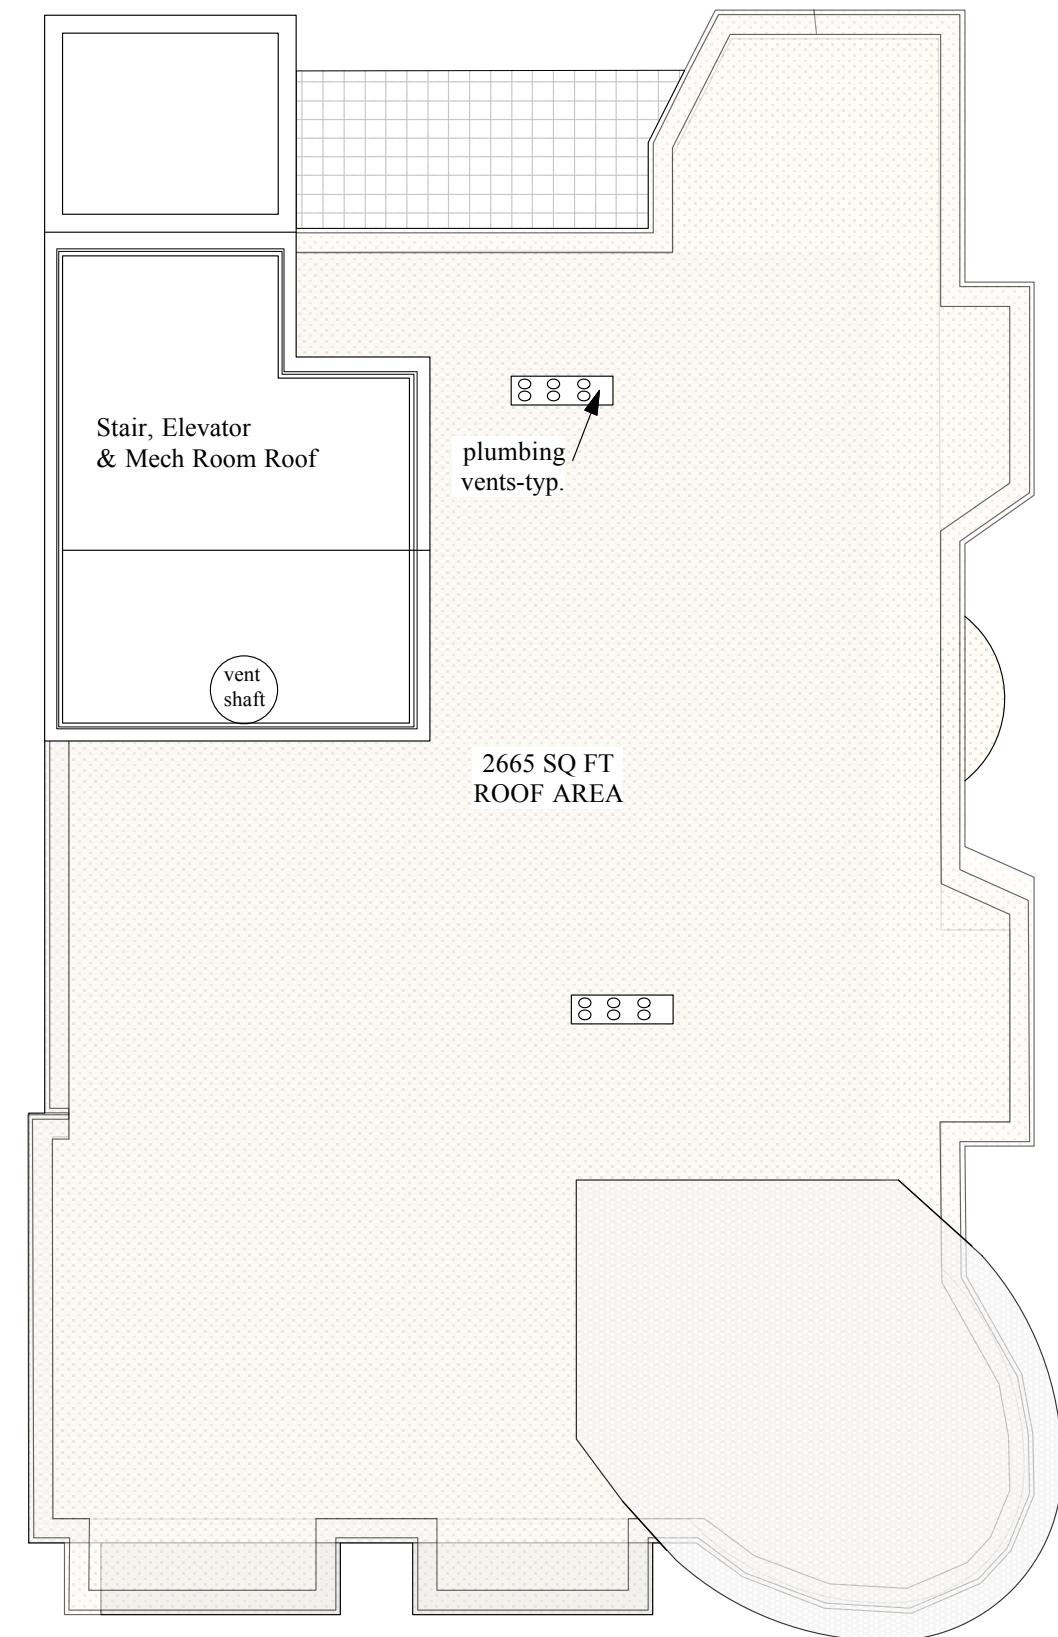 Stair, Elevator
& Mech Room Roof
plumbing
vents-typ.
vent
shaft
2665 SQ FT
ROOF AREA